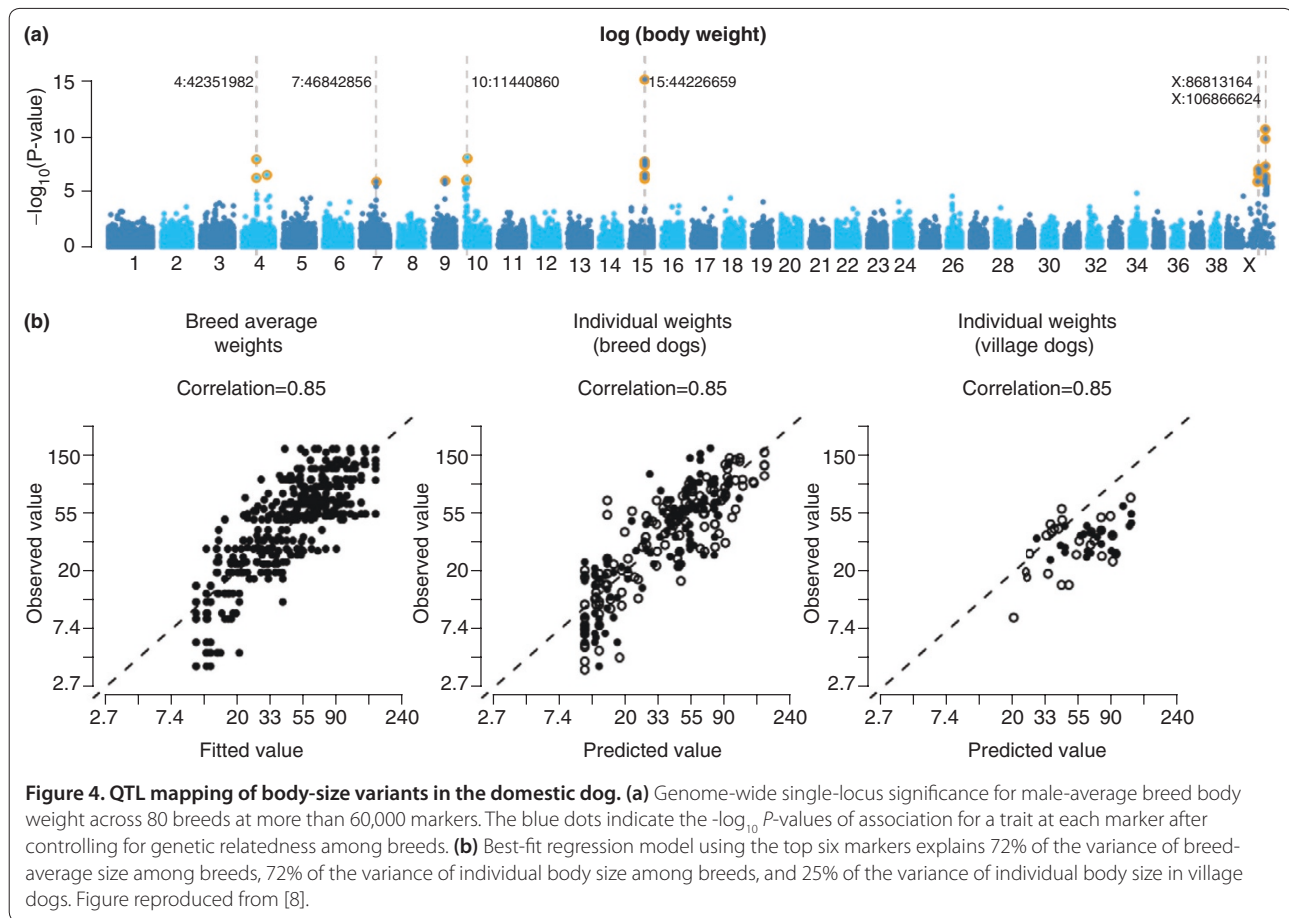 (a)
log (body weight)
4:42351982
7:46842856
10:11440860
15:44226659
X:86813164
X:106866624
−log10(P-value)
15
10
5
0
1 2 3 4 5 6 7 8 9 10 11 12 13 14 15 16 17 18 19 20 21 22 23 24 26 28 30 32 34 36 38 X
(b)
Breed average
weights
Correlation=0.85
Observed value
150
55
20
7.4
2.7
2.7 7.4 20 33 55 90 240
Fitted value
Individual weights
(breed dogs)
Correlation=0.85
Observed value
150
55
20
7.4
2.7
2.7 7.4 20 33 55 90 240
Predicted value
Individual weights
(village dogs)
Correlation=0.85
Observed value
150
55
20
7.4
2.7
2.7 7.4 20 33 55 90 240
Predicted value
Figure 4. QTL mapping of body-size variants in the domestic dog. (a) Genome-wide single-locus significance for male-average breed body
weight across 80 breeds at more than 60,000 markers. The blue dots indicate the -log10 P-values of association for a trait at each marker after
controlling for genetic relatedness among breeds. (b) Best-fit regression model using the top six markers explains 72% of the variance of breed-
average size among breeds, 72% of the variance of individual body size among breeds, and 25% of the variance of individual body size in village
dogs. Figure reproduced from [8].